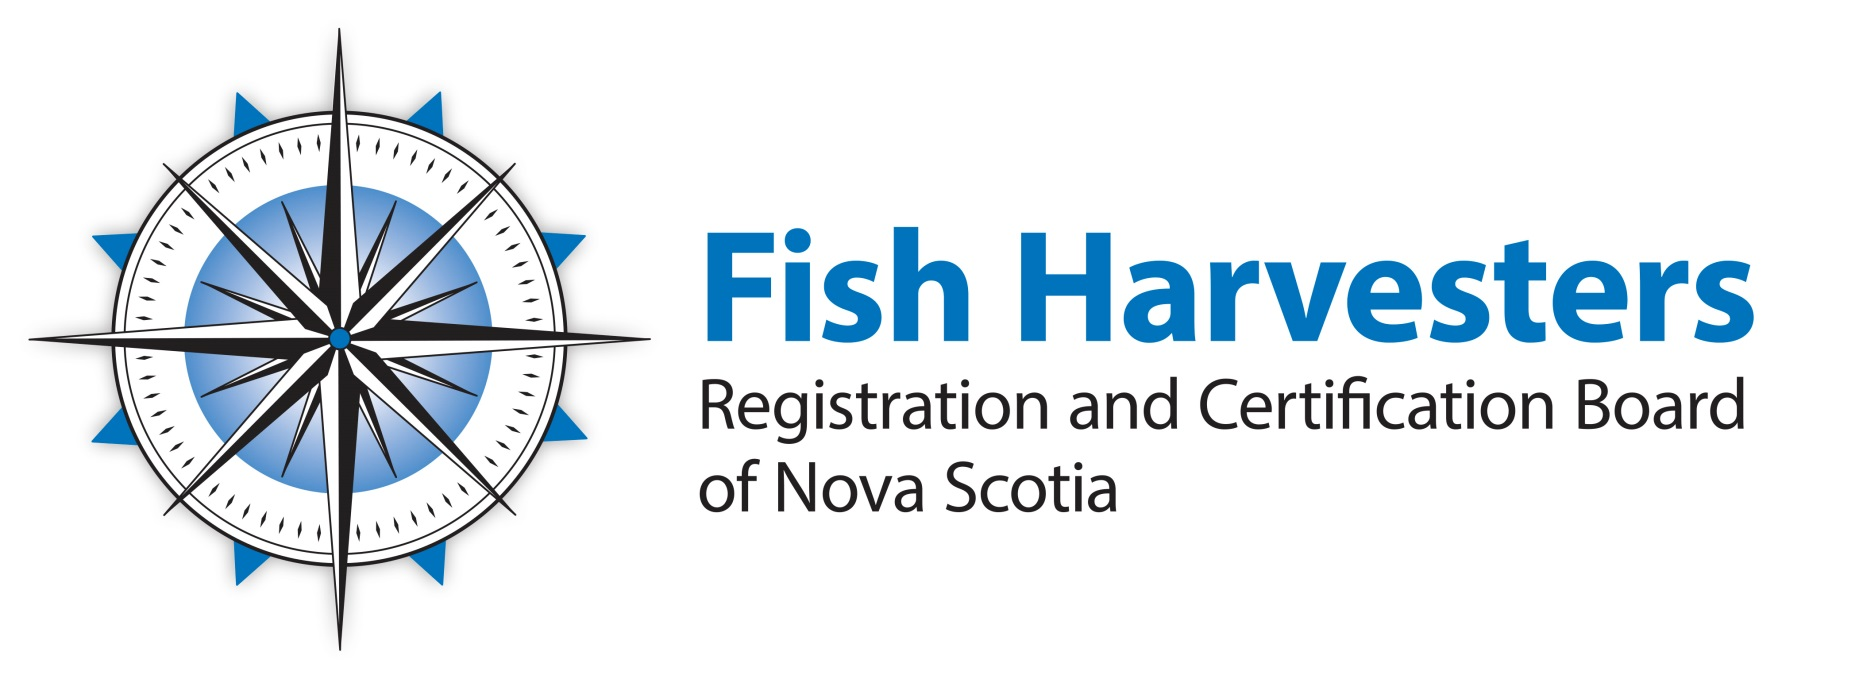 Fish Harvesters
Registration and Certification Board
of Nova Scotia